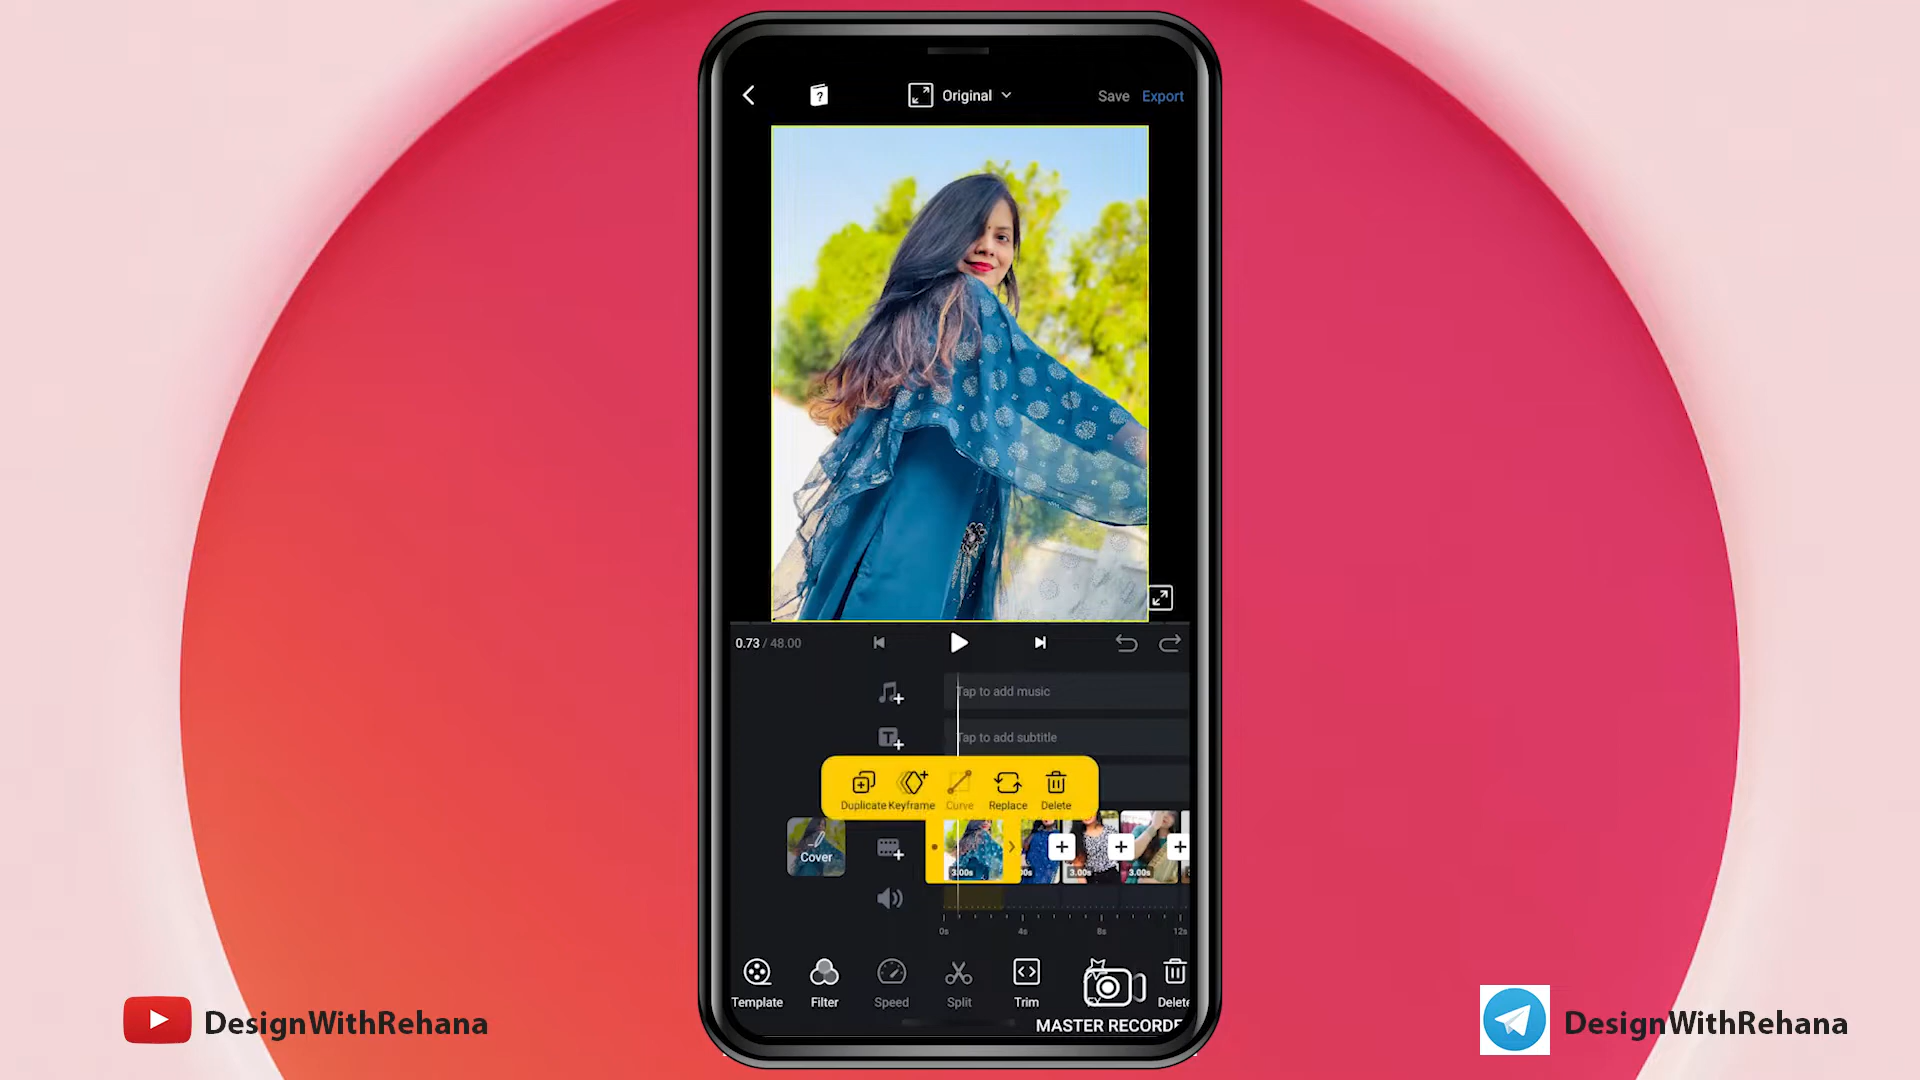 Original
Save
Export
0.73 / 48.00
Tap to add music
Tap to add subtitle
Duplicate
Keyframe
Curve
Replace
Delete
Cover
3.00s
3.00s
3.00s
0s
4s
8s
12s
Template
Filter
Speed
Split
Trim
Delete
MASTER RECORDE
DesignWithRehana
DesignWithRehana